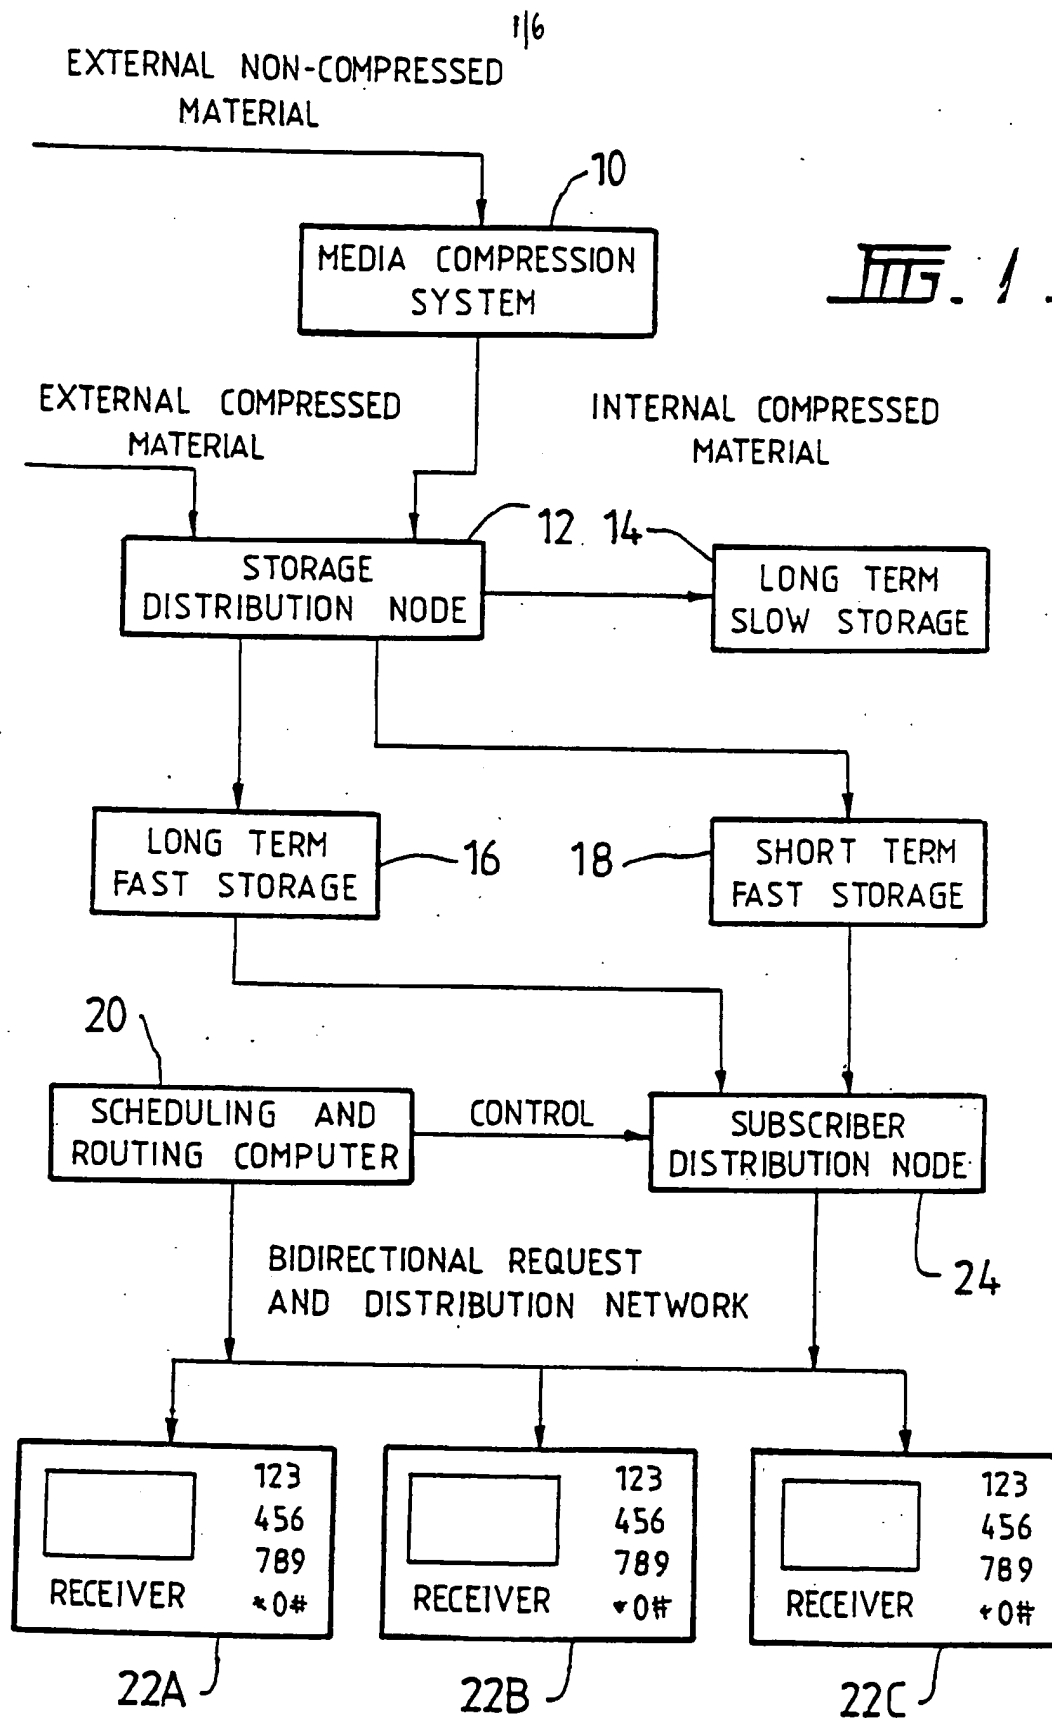 1/6
EXTERNAL NON-COMPRESSED
MATERIAL
10
MEDIA COMPRESSION
SYSTEM
FIG. 1.
EXTERNAL COMPRESSED
MATERIAL
INTERNAL COMPRESSED
MATERIAL
12
14
STORAGE
DISTRIBUTION NODE
LONG TERM
SLOW STORAGE
LONG TERM
FAST STORAGE
16
18
SHORT TERM
FAST STORAGE
20
SCHEDULING AND
ROUTING COMPUTER
CONTROL
SUBSCRIBER
DISTRIBUTION NODE
24
BIDIRECTIONAL REQUEST
AND DISTRIBUTION NETWORK
123
456
789
*0#
RECEIVER
22A
123
456
789
*0#
RECEIVER
22B
123
456
789
*0#
RECEIVER
22C